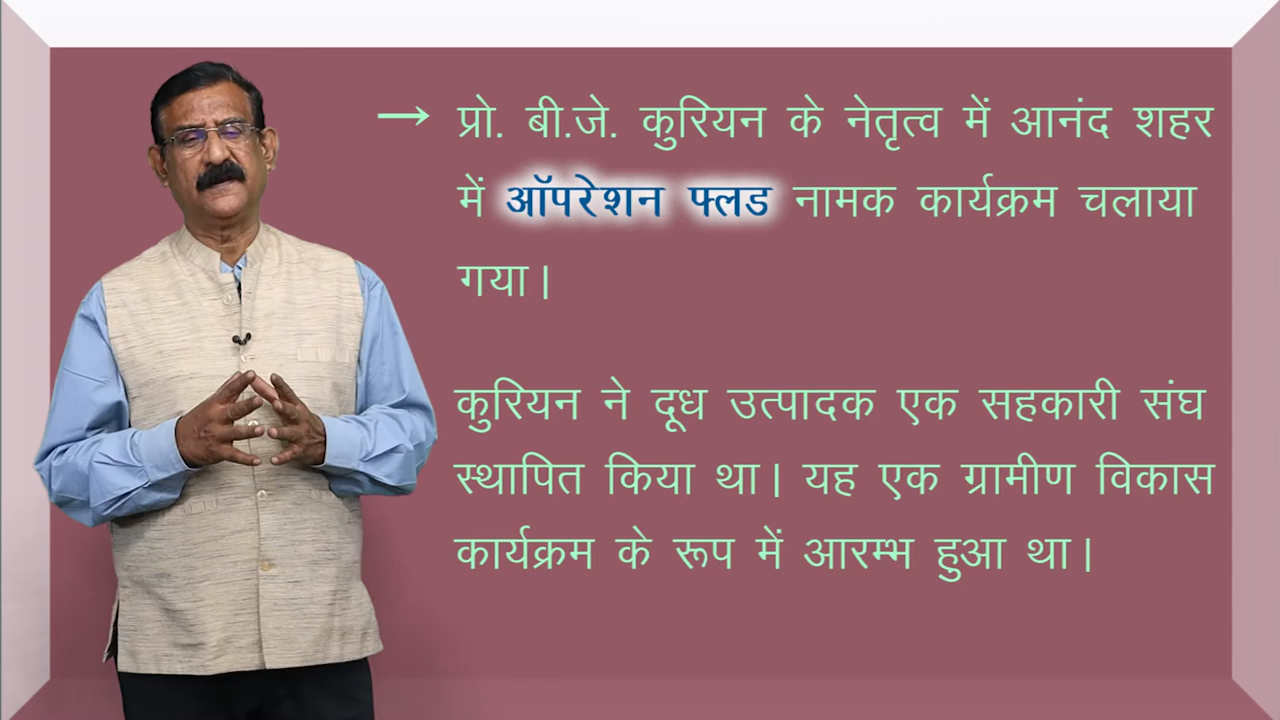 → प्रो. बी.जे. कुरियन के नेतृत्व में आनंद शहर
में ऑपरेशन फ्लड नामक कार्यक्रम चलाया
गया।
कुरियन ने दूध उत्पादक एक सहकारी संघ
स्थापित किया था। यह एक ग्रामीण विकास
कार्यक्रम के रूप में आरम्भ हुआ था।